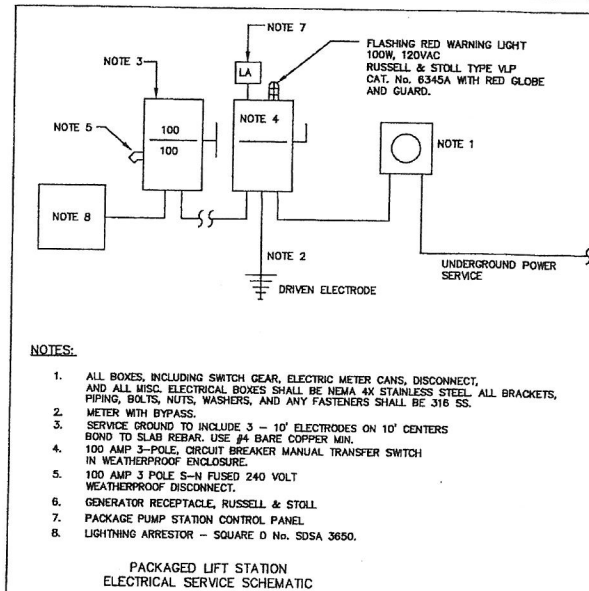 NOTE 7
FLASHING RED WARNING LIGHT
100W, 120VAC
RUSSELL & STOLL TYPE VLP
CAT. No. 6345A WITH RED GLOBE
AND GUARD.
NOTE 3
LA
NOTE 5
100
100
NOTE 4
NOTE 1
NOTE 8
NOTE 2
UNDERGROUND POWER
SERVICE
DRIVEN ELECTRODE
NOTES:
1. ALL BOXES, INCLUDING SWITCH GEAR, ELECTRIC METER CANS, DISCONNECT,
AND ALL MISC. ELECTRICAL BOXES SHALL BE NEMA 4X STAINLESS STEEL. ALL BRACKETS,
PIPING, BOLTS, NUTS, WASHERS, AND ANY FASTENERS SHALL BE 316 SS.
2. METER WITH BYPASS.
3. SERVICE GROUND TO INCLUDE 3 - 10' ELECTRODES ON 10' CENTERS
BOND TO SLAB REBAR. USE #4 BARE COPPER MIN.
4. 100 AMP 3-POLE, CIRCUIT BREAKER MANUAL TRANSFER SWITCH
IN WEATHERPROOF ENCLOSURE.
5. 100 AMP 3 POLE S-N FUSED 240 VOLT
WEATHERPROOF DISCONNECT.
6. GENERATOR RECEPTACLE, RUSSELL & STOLL
7. PACKAGE PUMP STATION CONTROL PANEL
8. LIGHTNING ARRESTOR - SQUARE D No. SDSA 3650.
PACKAGED LIFT STATION
ELECTRICAL SERVICE SCHEMATIC